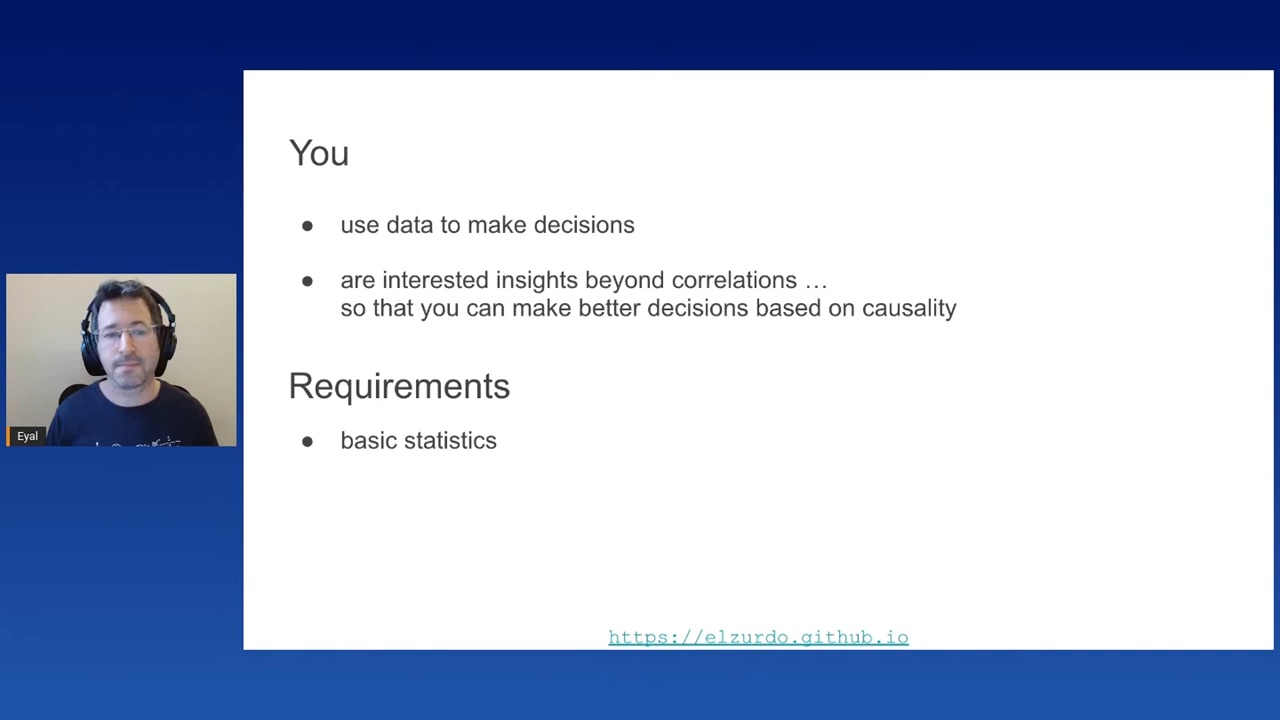 You
● use data to make decisions
● are interested insights beyond correlations …
so that you can make better decisions based on causality
Requirements
● basic statistics
Eyal
https://elzurdo.github.io